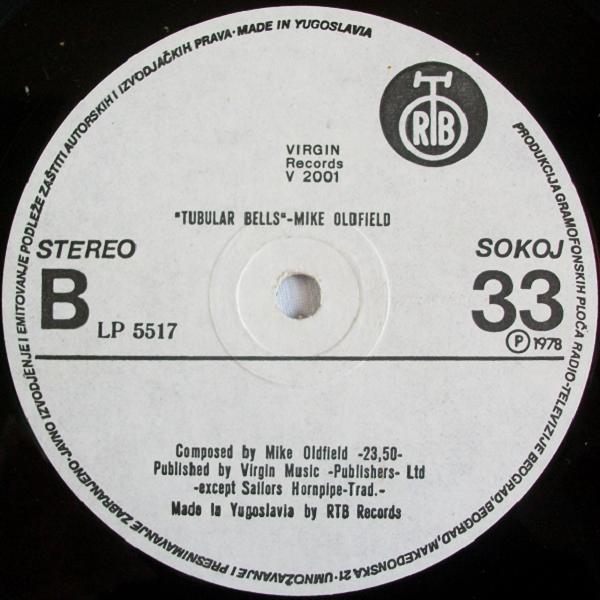 JAVNO IZVODJENJE I EMITOVANJE PODLEŽE ZAŠTITI AUTORSKIH I IZVODJAČKIH PRAVA · MADE IN YUGOSLAVIA
PRODUKCIJA GRAMOFONSKIH PLOČA RADIO-TELEVIZIJE BEOGRAD, BEOGRAD, MAKEDONSKA 21 · UMNOŽAVANJE I PRESNIMAVANJE ZABRANJENO ·
RTB
VIRGIN
Records
V 2001
"TUBULAR BELLS"-MIKE OLDFIELD
STEREO
SOKOJ
B
LP 5517
33
Ⓟ 1978
Composed by Mike Oldfield -23,50-
Published by Virgin Music -Publishers- Ltd
-except Sailors Hornpipe-Trad.-
Made in Yugoslavia by RTB Records